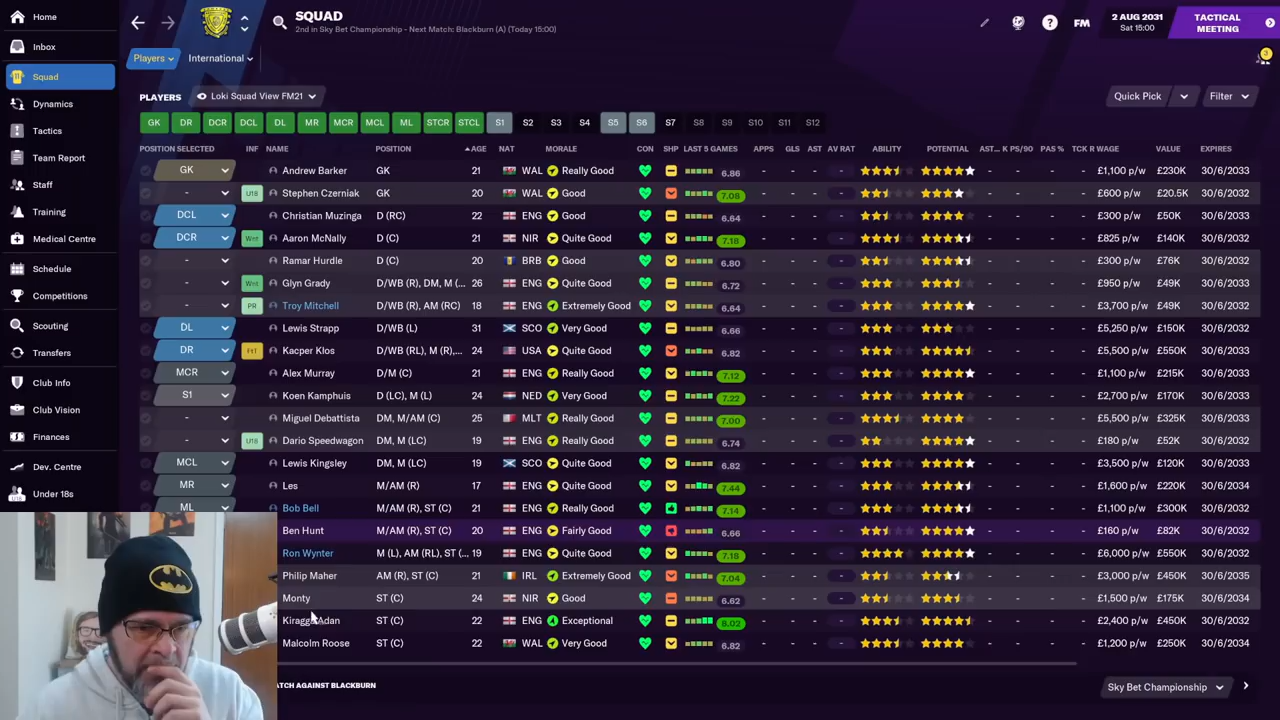 Home
SQUAD
2nd in Sky Bet Championship - Next Match: Blackburn (A) (Today 15:00)
FM
2 AUG 2031
Sat 15:00
TACTICAL
MEETING
3
Inbox
Squad
Dynamics
Tactics
Team Report
Staff
Training
Medical Centre
Schedule
Competitions
Scouting
Transfers
Club Info
Club Vision
Finances
Dev. Centre
Under 18s
Players
International
PLAYERS
Loki Squad View FM21
Quick Pick
Filter
GK DR DCR DCL DL MR MCR MCL ML STCR STCL S1 S2 S3 S4 S5 S6 S7 S8 S9 S10 S11 S12
POSITION SELECTED INF NAME POSITION AGE NAT MORALE CON SHP LAST 5 GAMES APPS GLS AST AV RAT ABILITY POTENTIAL AST... K PS/90 PAS % TCK R WAGE VALUE EXPIRES
GK Andrew Barker GK 21 WAL Really Good 6.86 - - - - - - - - £1,100 p/w £230K 30/6/2033
- U18 Stephen Czerniak GK 20 WAL Good 7.08 - - - - - - - - £600 p/w 30/6/2033
DCL Christian Muzinga D (RC) 22 ENG Good 6.64 - - - - - - - - £300 p/w £50K 30/6/2033
DCR Wnt Aaron McNally D (C) 21 NIR Quite Good 7.18 - - - - - - - - £825 p/w £140K 30/6/2032
- Ramar Hurdle D (C) 20 BRB Good 6.80 - - - - - - - - £300 p/w £76K 30/6/2032
- Wnt Glyn Grady D/WB (R), DM, M (... 26 ENG Quite Good 6.72 - - - - - - - - £950 p/w £49K 30/6/2033
- PR Troy Mitchell D/WB (R), AM (RC) 18 ENG Extremely Good 6.64 - - - - - - - - £3,700 p/w £49K 30/6/2032
DL Lewis Strapp D/WB (L) 31 SCO Very Good 6.66 - - - - - - - - £5,250 p/w £150K 30/6/2032
DR Kacper Klos D/WB (RL), M (R),... 24 USA Quite Good 6.82 - - - - - - - - £5,500 p/w £550K 30/6/2033
MCR Alex Murray D/M (C) 21 ENG Really Good 7.12 - - - - - - - - £1,100 p/w £215K 30/6/2033
S1 Koen Kamphuis D (LC), M (L) 24 NED Very Good 7.22 - - - - - - - - £2,700 p/w £170K 30/6/2033
- Miguel Debattista DM, M/AM (C) 25 MLT Really Good 7.00 - - - - - - - - £5,500 p/w £325K 30/6/2033
- U18 Dario Speedwagon DM, M (LC) 19 ENG Really Good 6.74 - - - - - - - - £180 p/w £52K 30/6/2033
MCL Lewis Kingsley DM, M (LC) 19 SCO Quite Good 6.82 - - - - - - - - £3,500 p/w £120K 30/6/2033
MR Les M/AM (R) 17 ENG Quite Good 7.44 - - - - - - - - £1,600 p/w £220K 30/6/2034
ML Bob Bell M/AM (R), ST (C) 21 ENG Really Good 7.14 - - - - - - - - £1,100 p/w £300K 30/6/2032
Ben Hunt M/AM (R), ST (C) 20 ENG Fairly Good 6.66 - - - - - - - - £160 p/w £82K 30/6/2032
Ron Wynter M (L), AM (RL), ST (... 19 ENG Quite Good 7.18 - - - - - - - - £6,000 p/w £550K 30/6/2032
Philip Maher AM (R), ST (C) 21 IRL Extremely Good 7.04 - - - - - - - - £3,000 p/w £450K 30/6/2035
Monty ST (C) 24 NIR Good 6.62 - - - - - - - - £1,500 p/w £175K 30/6/2034
Adan ST (C) 22 ENG Exceptional 8.02 - - - - - - - - £2,400 p/w £450K 30/6/2033
Malcolm Roose ST (C) 22 WAL Very Good 6.82 - - - - - - - - £1,200 p/w £250K 30/6/2034
ATCH AGAINST BLACKBURN
Sky Bet Championship